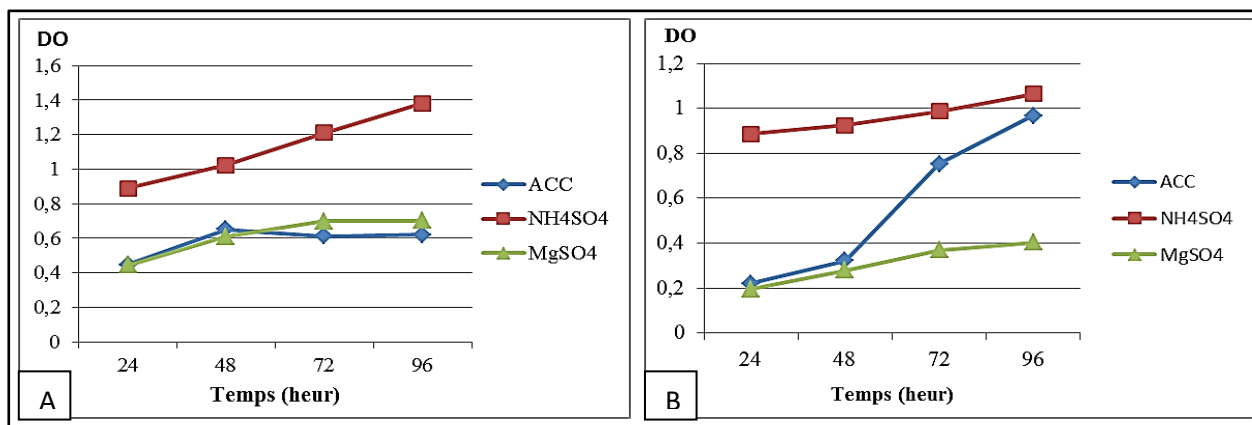 DO
1,6
1,4
1,2
1
0,8
0,6
0,4
0,2
0
24 48 72 96
Temps (heur)
ACC
NH4SO4
MgSO4
A
DO
1,2
1
0,8
0,6
0,4
0,2
0
24 48 72 96
Temps (heur)
ACC
NH4SO4
MgSO4
B